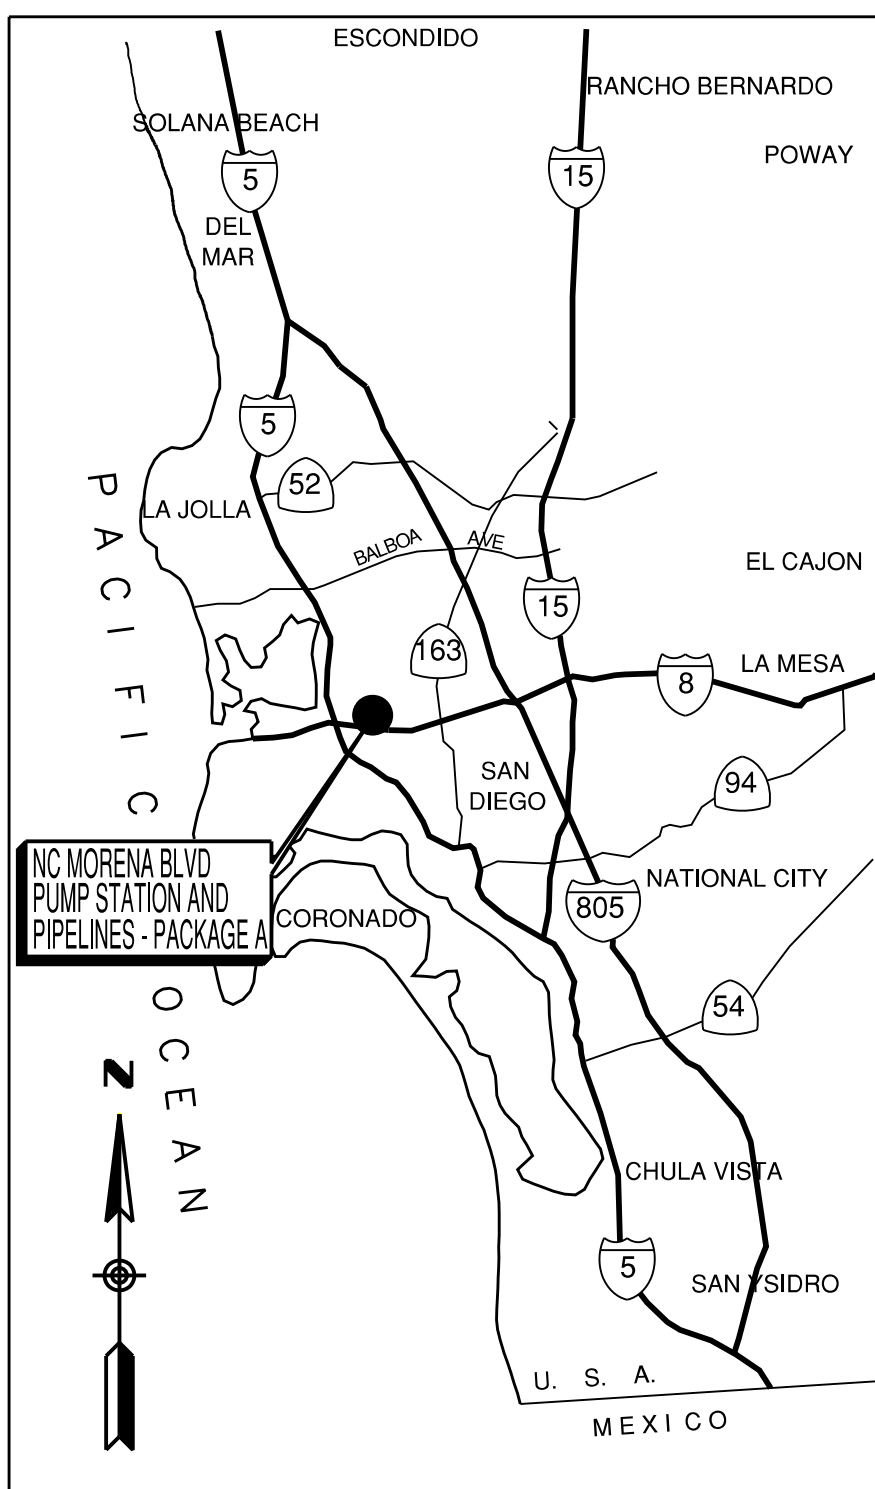 ESCONDIDO
RANCHO BERNARDO
SOLANA BEACH
POWAY
5
15
DEL
MAR
5
52
LA JOLLA
PACIFIC OCEAN
BALBOA AVE
EL CAJON
15
163
LA MESA
8
SAN
DIEGO
94
NC MORENA BLVD
PUMP STATION AND
PIPELINES - PACKAGE A
NATIONAL CITY
805
CORONADO
54
N
CHULA VISTA
5
SAN YSIDRO
U. S. A.
MEXICO